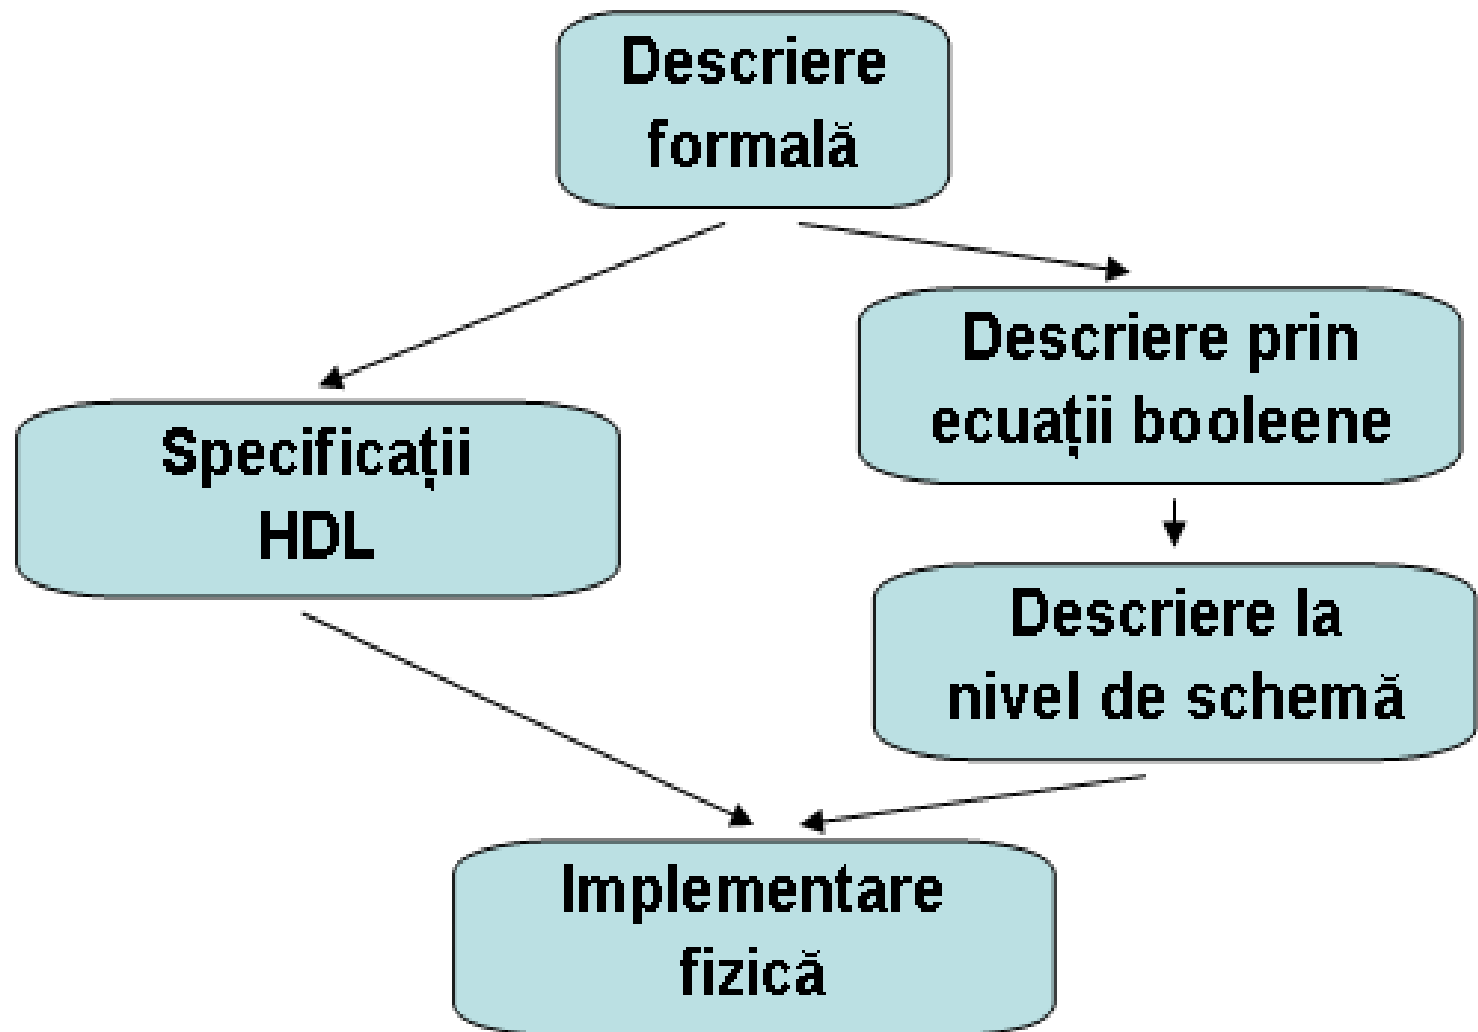 Descriere
formală
Descriere prin
ecuații booleene
Specificații
HDL
Descriere la
nivel de schemă
Implementare
fizică